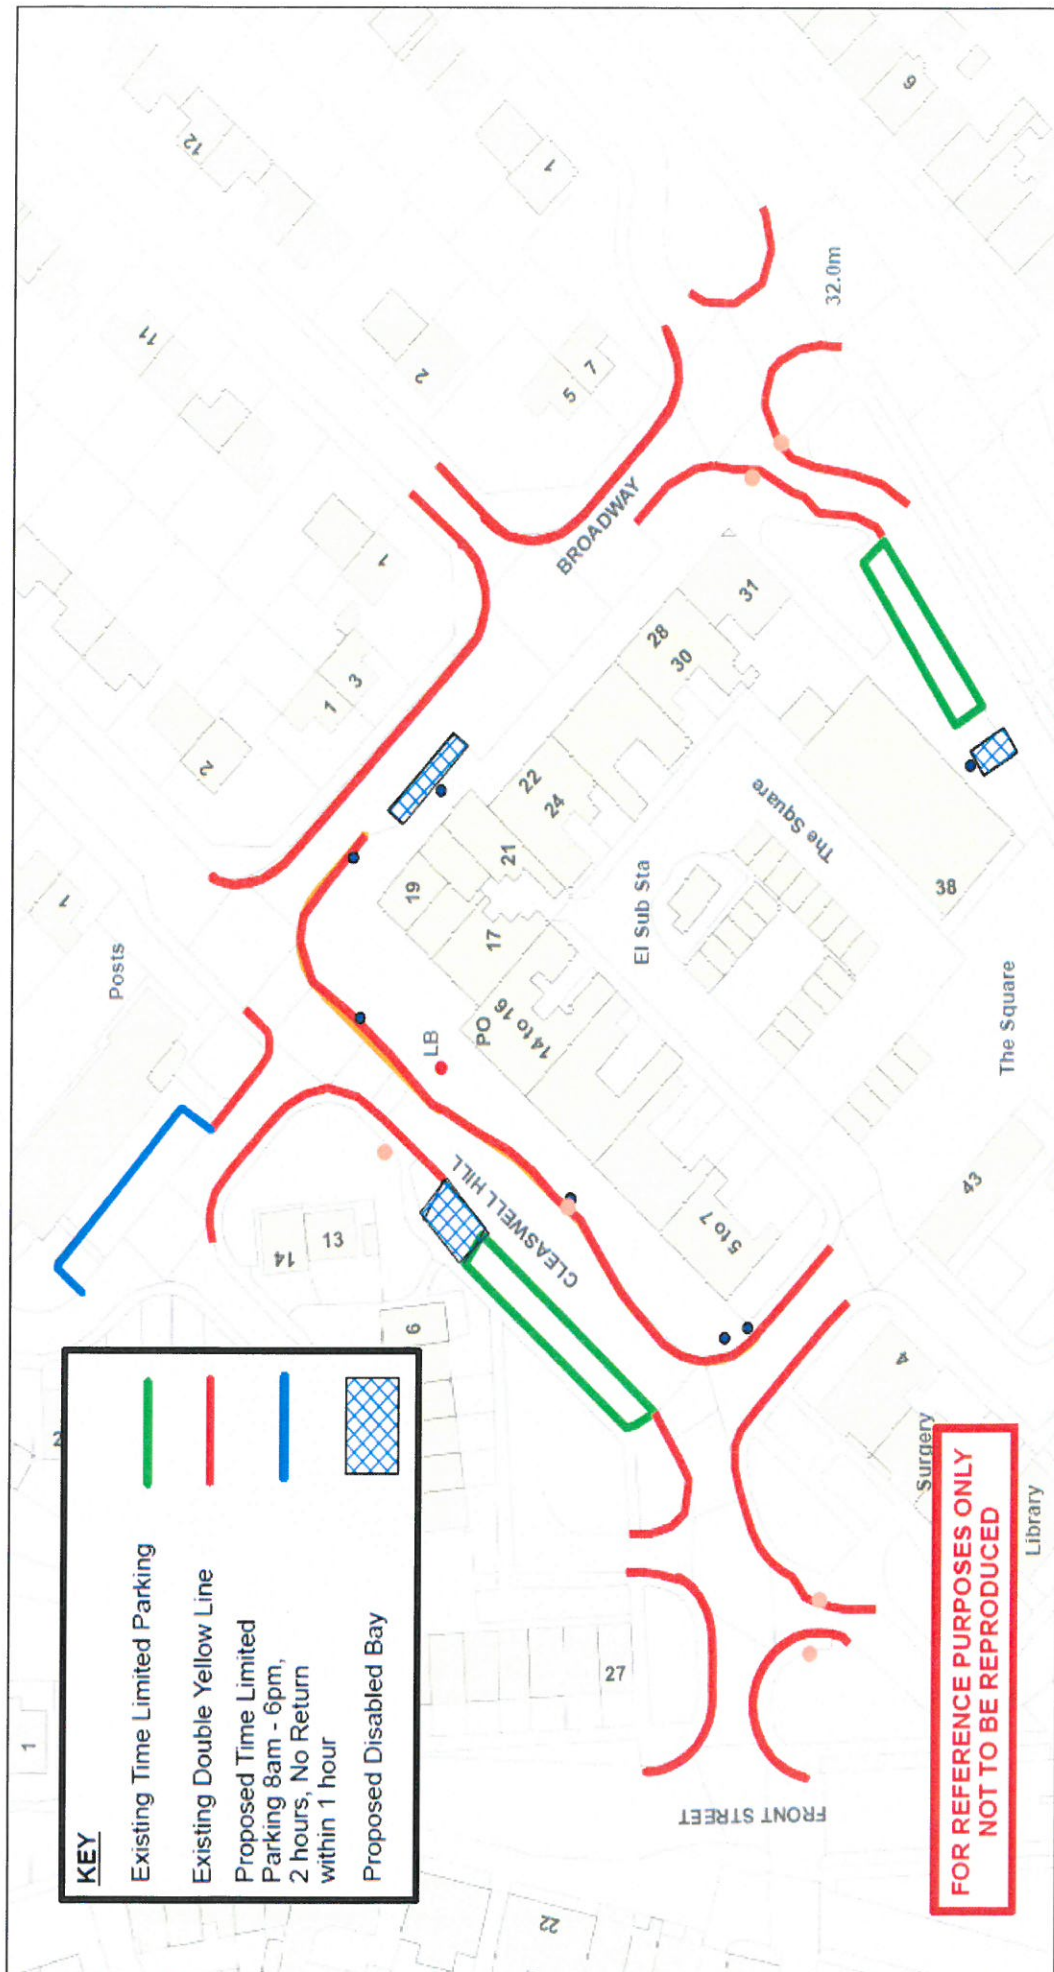 KEY
Existing Time Limited Parking
Existing Double Yellow Line
Proposed Time Limited
Parking 8am - 6pm,
2 hours, No Return
within 1 hour
Proposed Disabled Bay
FOR REFERENCE PURPOSES ONLY
NOT TO BE REPRODUCED
Posts
BROADWAY
CLEASWELL HILL
FRONT STREET
The Square
The Square
El Sub Sta
LB
PO
Surgery
Library
32.0m
1
22
27
6
14
13
1
2
1
3
1
11
12
2
5
7
1
9
19
17
14 to 16
21
22
24
28
30
31
38
43
5 to 7
4